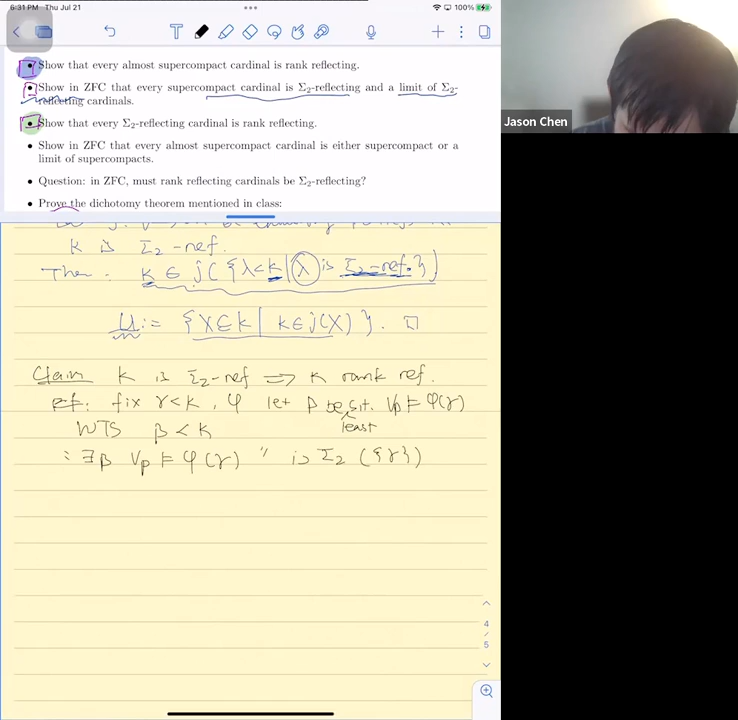 6:31 PM Thu Jul 21
100%
• Show that every almost supercompact cardinal is rank reflecting.
• Show in ZFC that every supercompact cardinal is Σ₂-reflecting and a limit of Σ₂-
reflecting cardinals.
• Show that every Σ₂-reflecting cardinal is rank reflecting.
• Show in ZFC that every almost supercompact cardinal is either supercompact or a
limit of supercompacts.
• Question: in ZFC, must rank reflecting cardinals be Σ₂-reflecting?
• Prove the dichotomy theorem mentioned in class:
Jason Chen
K is Σ₂-ref.
Then K ∈ j({λ<K | λ is Σ₂-ref.})
U := {X⊆K | K∈j(X)}. □
Claim K is Σ₂-ref ⟹ K rank ref.
Pf: fix γ<K, φ let β be s.t. Vβ ⊨ φ(γ)
least
WTS β < K
"∃β Vβ ⊨ φ(γ)" is Σ₂({γ})
4
5